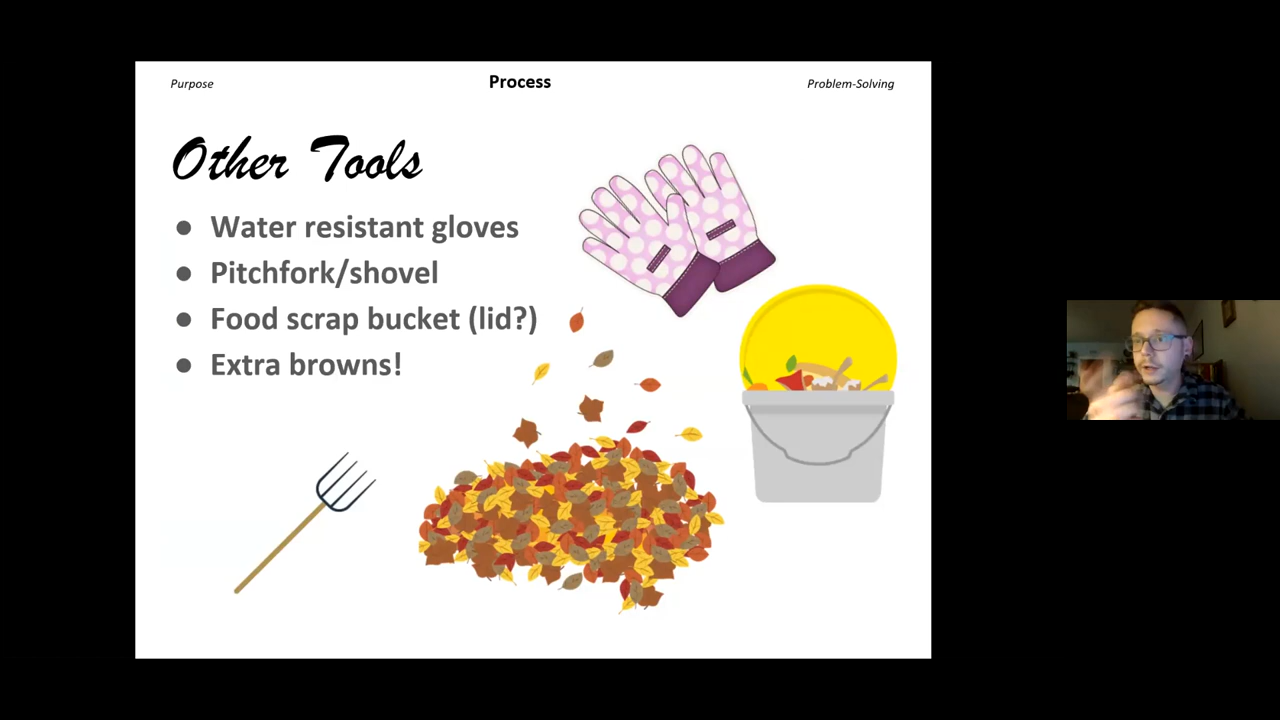 Purpose
Process
Problem-Solving
Other Tools
● Water resistant gloves
● Pitchfork/shovel
● Food scrap bucket (lid?)
● Extra browns!